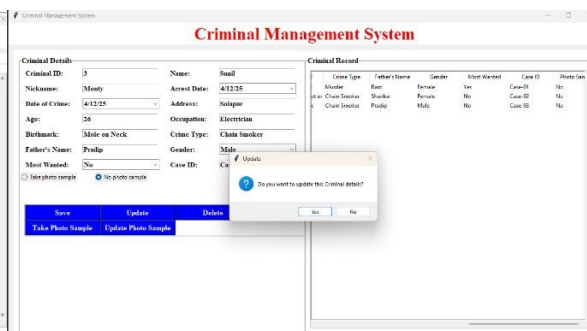 Criminal Management System
Criminal Management System
Criminal Details
Criminal ID: 3 Name: Sunil
Nickname: Monty Arrest Date: 4/12/25
Date of Crime: 4/12/25 Address: Solapur
Age: 26 Occupation: Electrician
Birthmark: Mole on Neck Crime Type: Chain Smoker
Father's Name: Pradip Gender: Male
Most Wanted: No Case ID: Ca
Take photo sample No photo sample
Save Update Delete
Take Photo Sample Update Photo Sample
Criminal Record
Crime Type Father's Name Gender Most Wanted Case ID Photo San
Murder Ram Female Yes Case-01 No
Chain Smoker Shankar Female No Case-02 No
Chain Smoker Pradip Male No Case-03 No
Update
Do you want to update this Criminal details?
Yes No